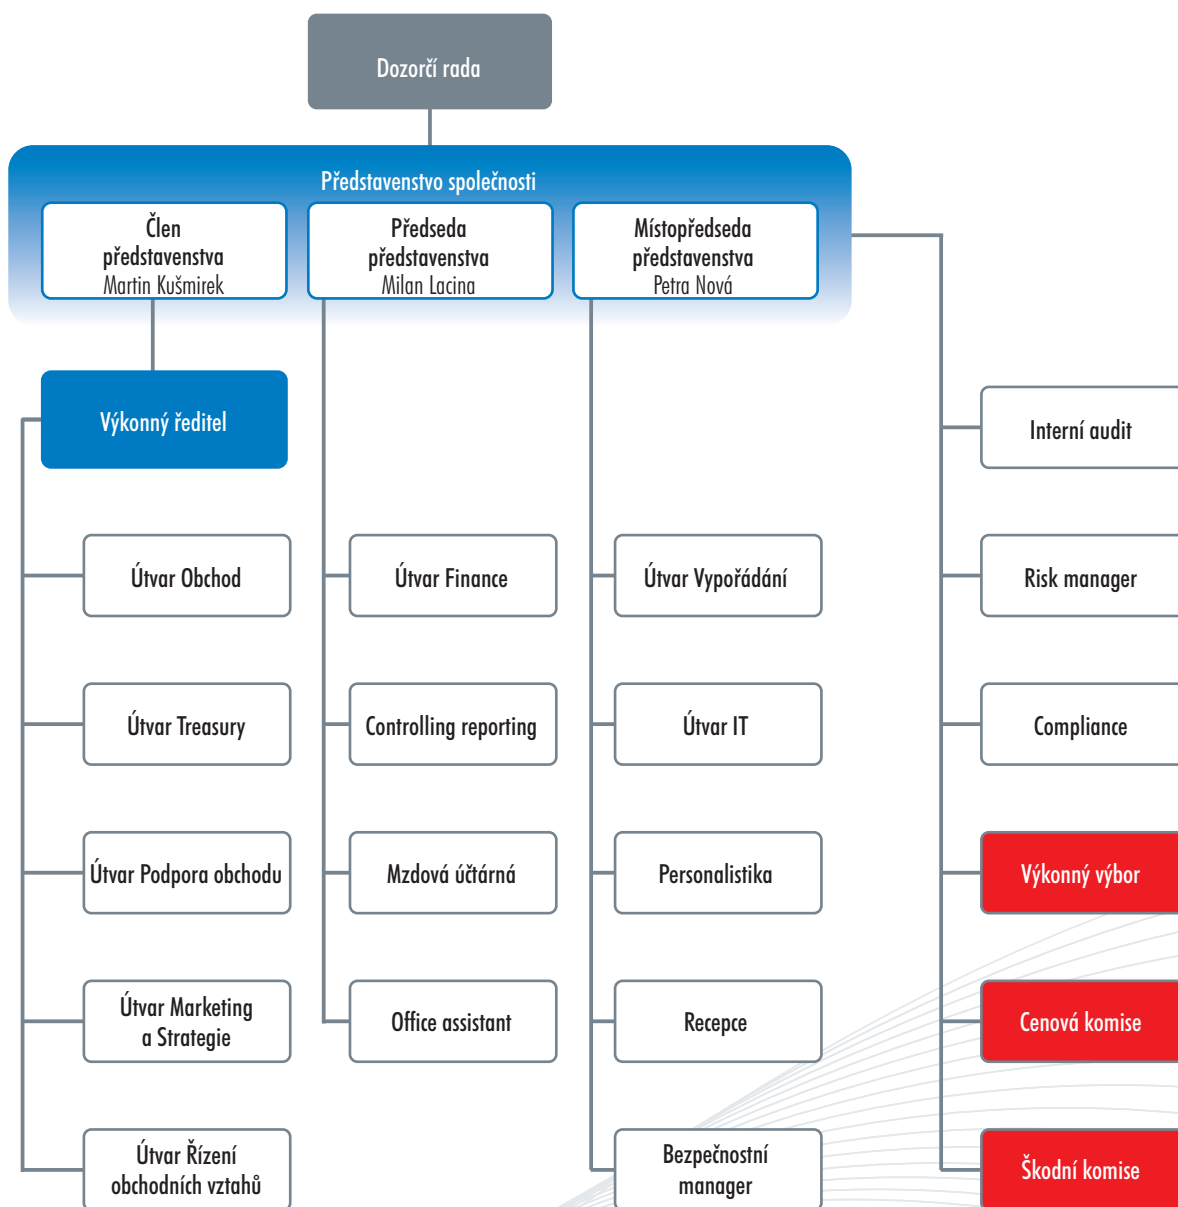 Dozorčí rada
Představenstvo společnosti
Člen
představenstva
Martin Kušmirek
Předseda
představenstva
Milan Lacina
Místopředseda
představenstva
Petra Nová
Výkonný ředitel
Interní audit
Útvar Obchod
Útvar Finance
Útvar Vypořádání
Risk manager
Útvar Treasury
Controlling reporting
Útvar IT
Compliance
Útvar Podpora obchodu
Mzdová účtárná
Personalistika
Výkonný výbor
Útvar Marketing
a Strategie
Office assistant
Recepce
Cenová komise
Útvar Řízení
obchodních vztahů
Bezpečnostní
manager
Škodní komise